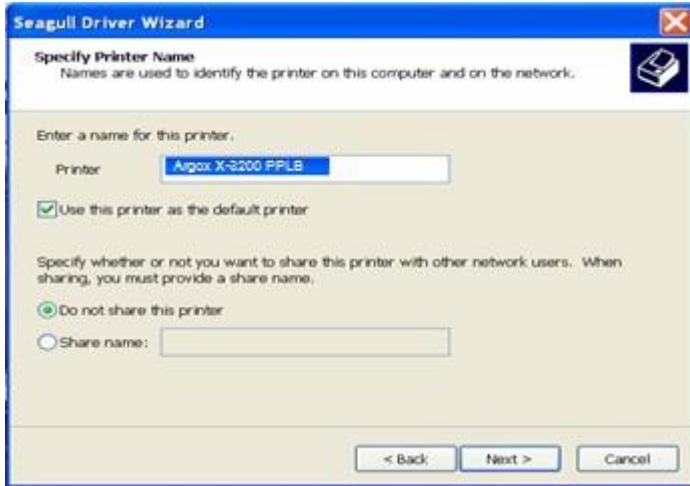 Seagull Driver Wizard
Specify Printer Name
Names are used to identify the printer on this computer and on the network.
Enter a name for this printer.
Printer Argox X-3200 PPLB
Use this printer as the default printer
Specify whether or not you want to share this printer with other network users. When
sharing, you must provide a share name.
Do not share this printer
Share name:
< Back Next > Cancel